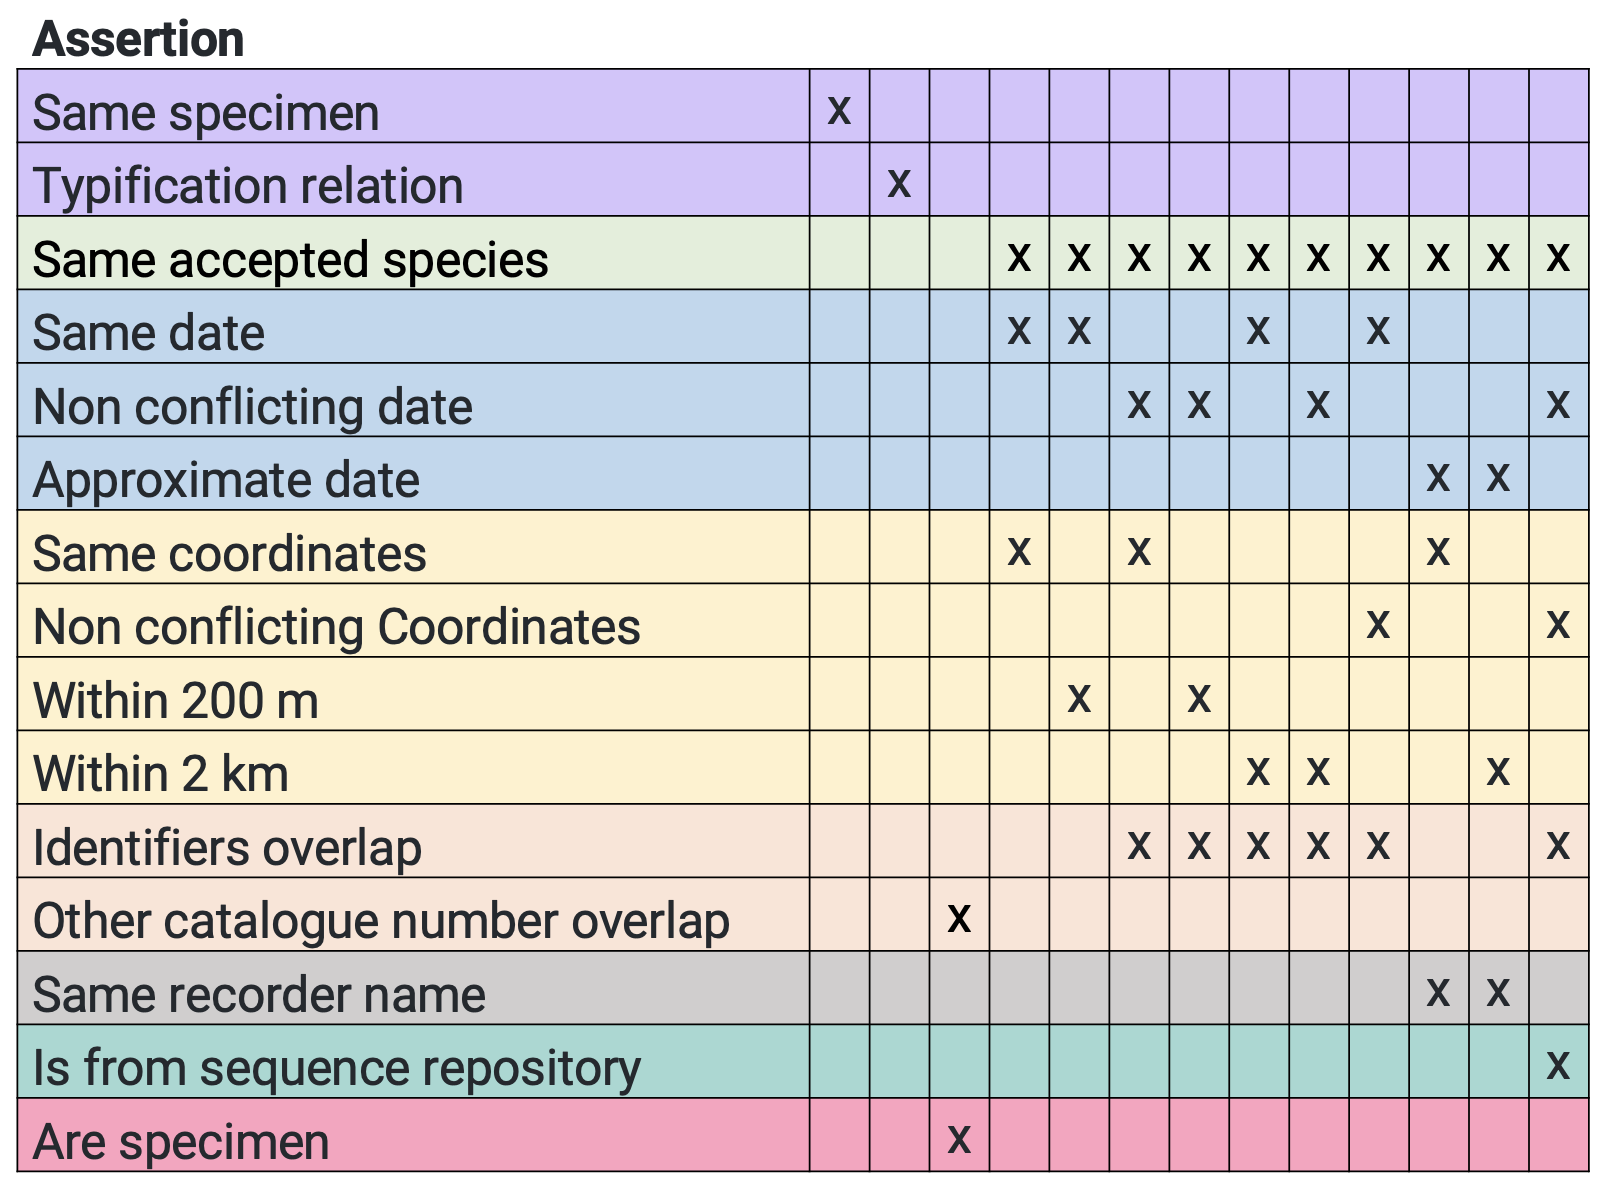 Assertion
Same specimen X
Typification relation X
Same accepted species X X X X X X X X X X
Same date X X X X
Non conflicting date X X X X
Approximate date X X
Same coordinates X X X
Non conflicting Coordinates X X
Within 200 m X X
Within 2 km X X X
Identifiers overlap X X X X X X
Other catalogue number overlap X
Same recorder name X X
Is from sequence repository X
Are specimen X